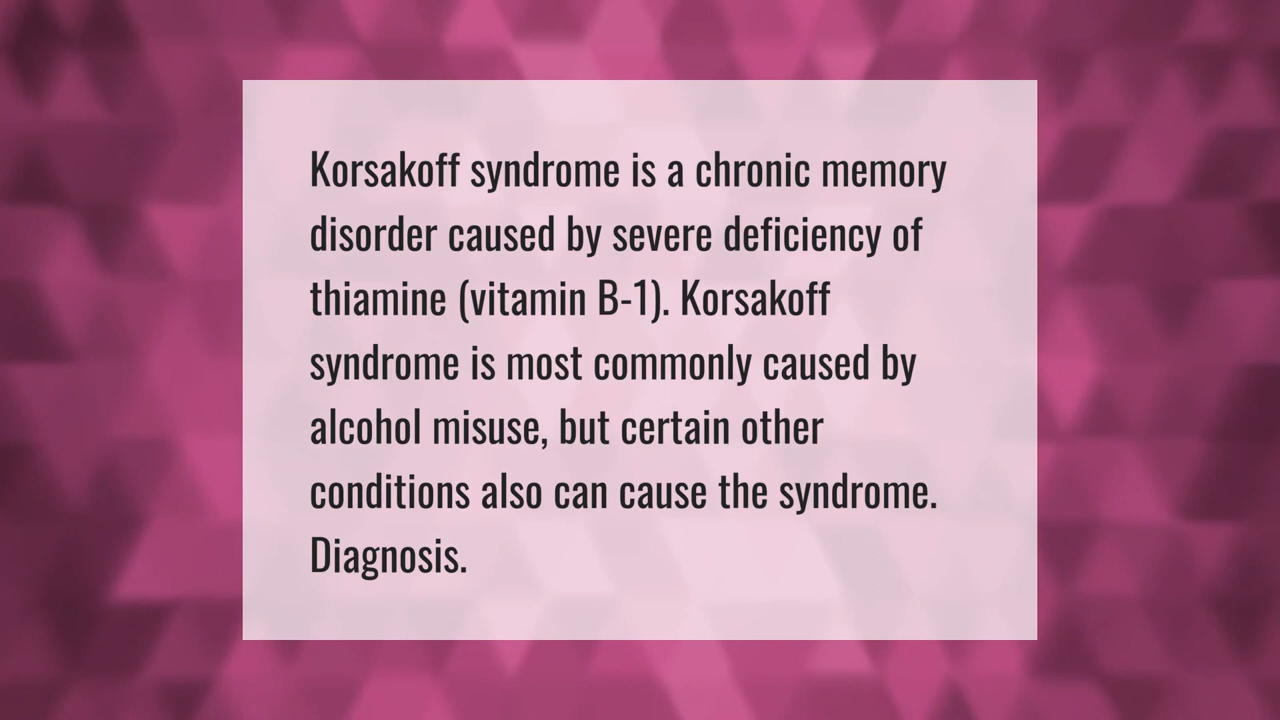 Korsakoff syndrome is a chronic memory
disorder caused by severe deficiency of
thiamine (vitamin B-1). Korsakoff
syndrome is most commonly caused by
alcohol misuse, but certain other
conditions also can cause the syndrome.
Diagnosis.